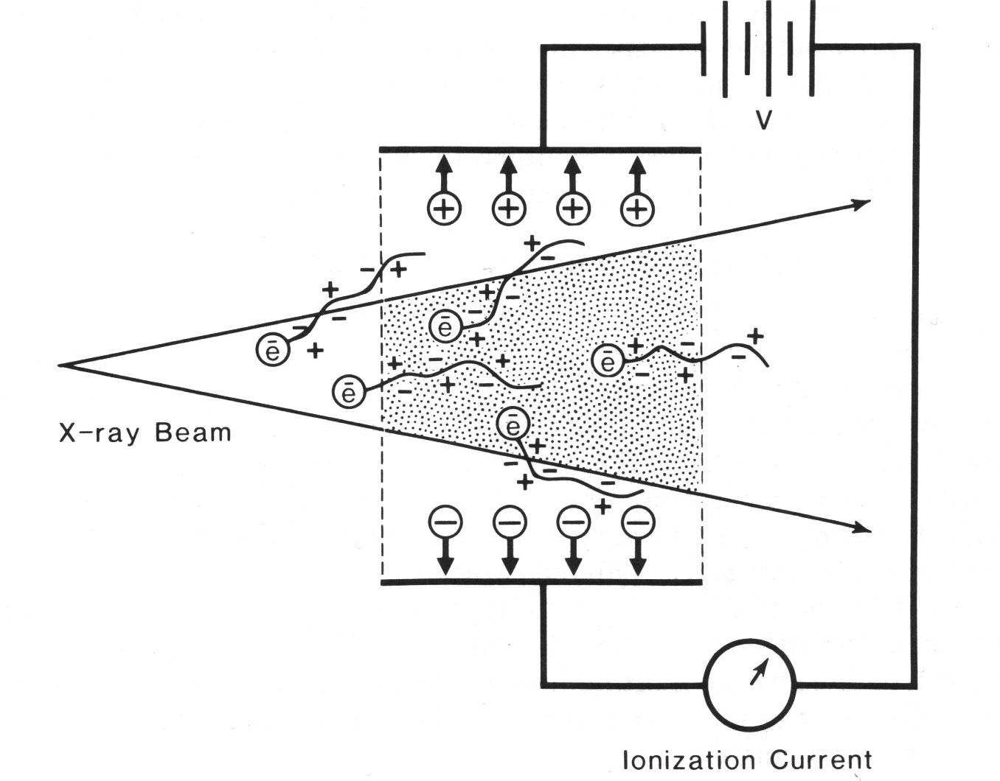 V
+ + + +
+ -
- + +
+ + -
- -
ē - +
ē + + - +
ē + - + ē -
ē - + - - +
ē
X-ray Beam
+
- -
+ -
+
- - - -
Ionization Current